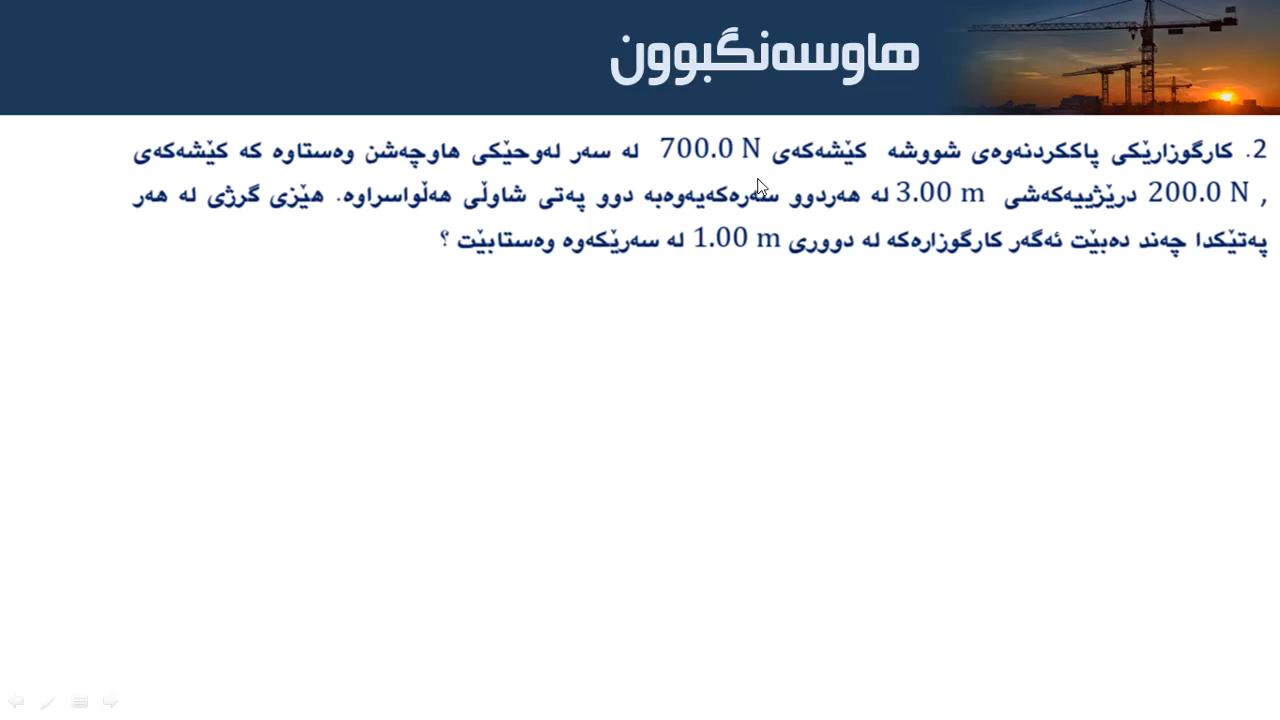 هاوسەنگبوون
2. کارگوزارێکی پاککردنەوەی شووشە کێشەکەی 700.0 N لە سەر لەوحێکی هاوچەشن وەستاوە کە کێشەکەی
200.0 N , درێژییەکەشی 3.00 m لە هەردوو سەرەکەیەوەبە دوو پەتی شاوڵی هەڵواسراوە. هێزی گرژی لە هەر
پەتێکدا چەند دەبێت ئەگەر کارگوزارەکە لە دووری 1.00 m لە سەرێکەوە وەستابێت ؟